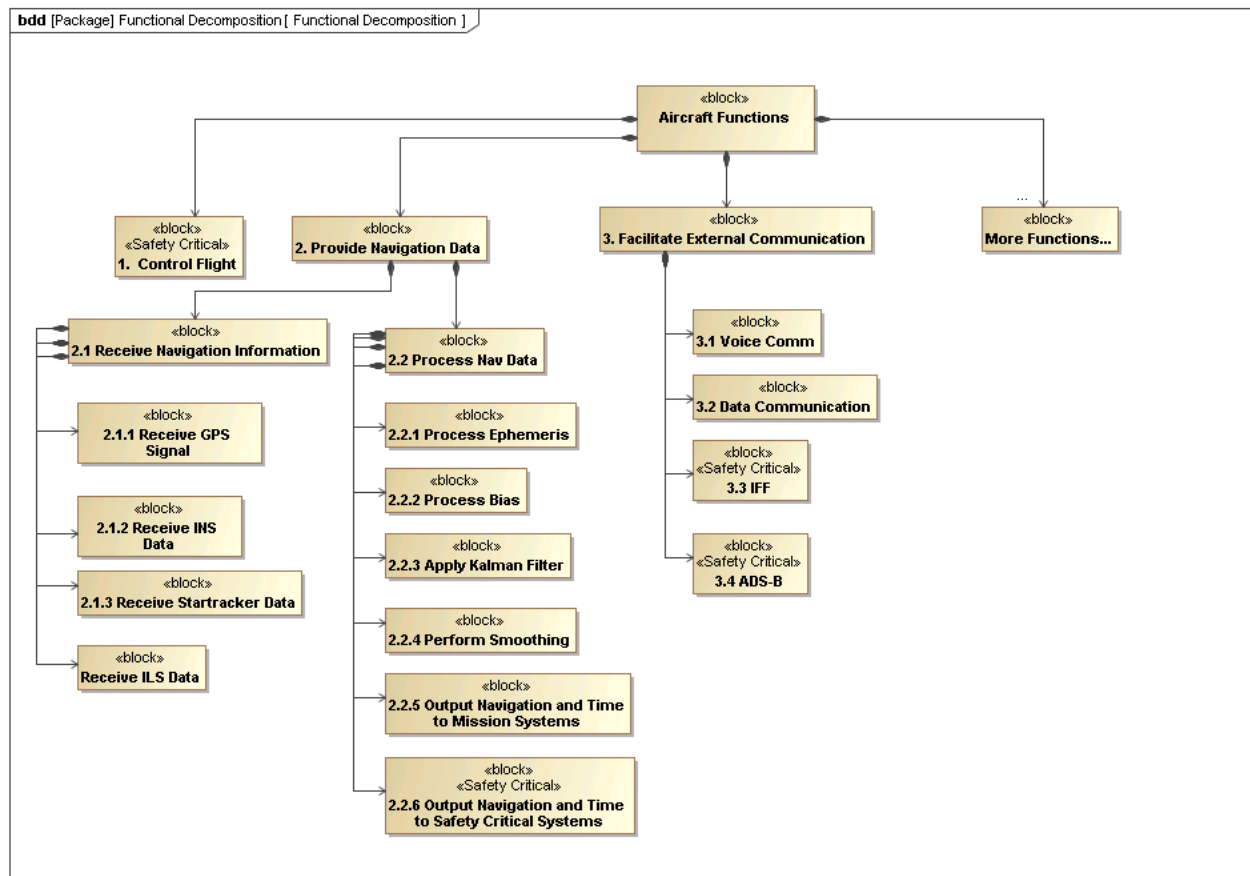 bdd [Package] Functional Decomposition [ Functional Decomposition ]
«block»
Aircraft Functions
«block»
«Safety Critical»
1.  Control Flight
«block»
2. Provide Navigation Data
«block»
3. Facilitate External Communication
...
«block»
More Functions...
«block»
2.1 Receive Navigation Information
«block»
2.1.1 Receive GPS
Signal
«block»
2.1.2 Receive INS
Data
«block»
2.1.3 Receive Startracker Data
«block»
Receive ILS Data
«block»
2.2 Process Nav Data
«block»
2.2.1 Process Ephemeris
«block»
2.2.2 Process Bias
«block»
2.2.3 Apply Kalman Filter
«block»
2.2.4 Perform Smoothing
«block»
2.2.5 Output Navigation and Time
to Mission Systems
«block»
«Safety Critical»
2.2.6 Output Navigation and Time
to Safety Critical Systems
«block»
3.1 Voice Comm
«block»
3.2 Data Communication
«block»
«Safety Critical»
3.3 IFF
«block»
«Safety Critical»
3.4 ADS-B